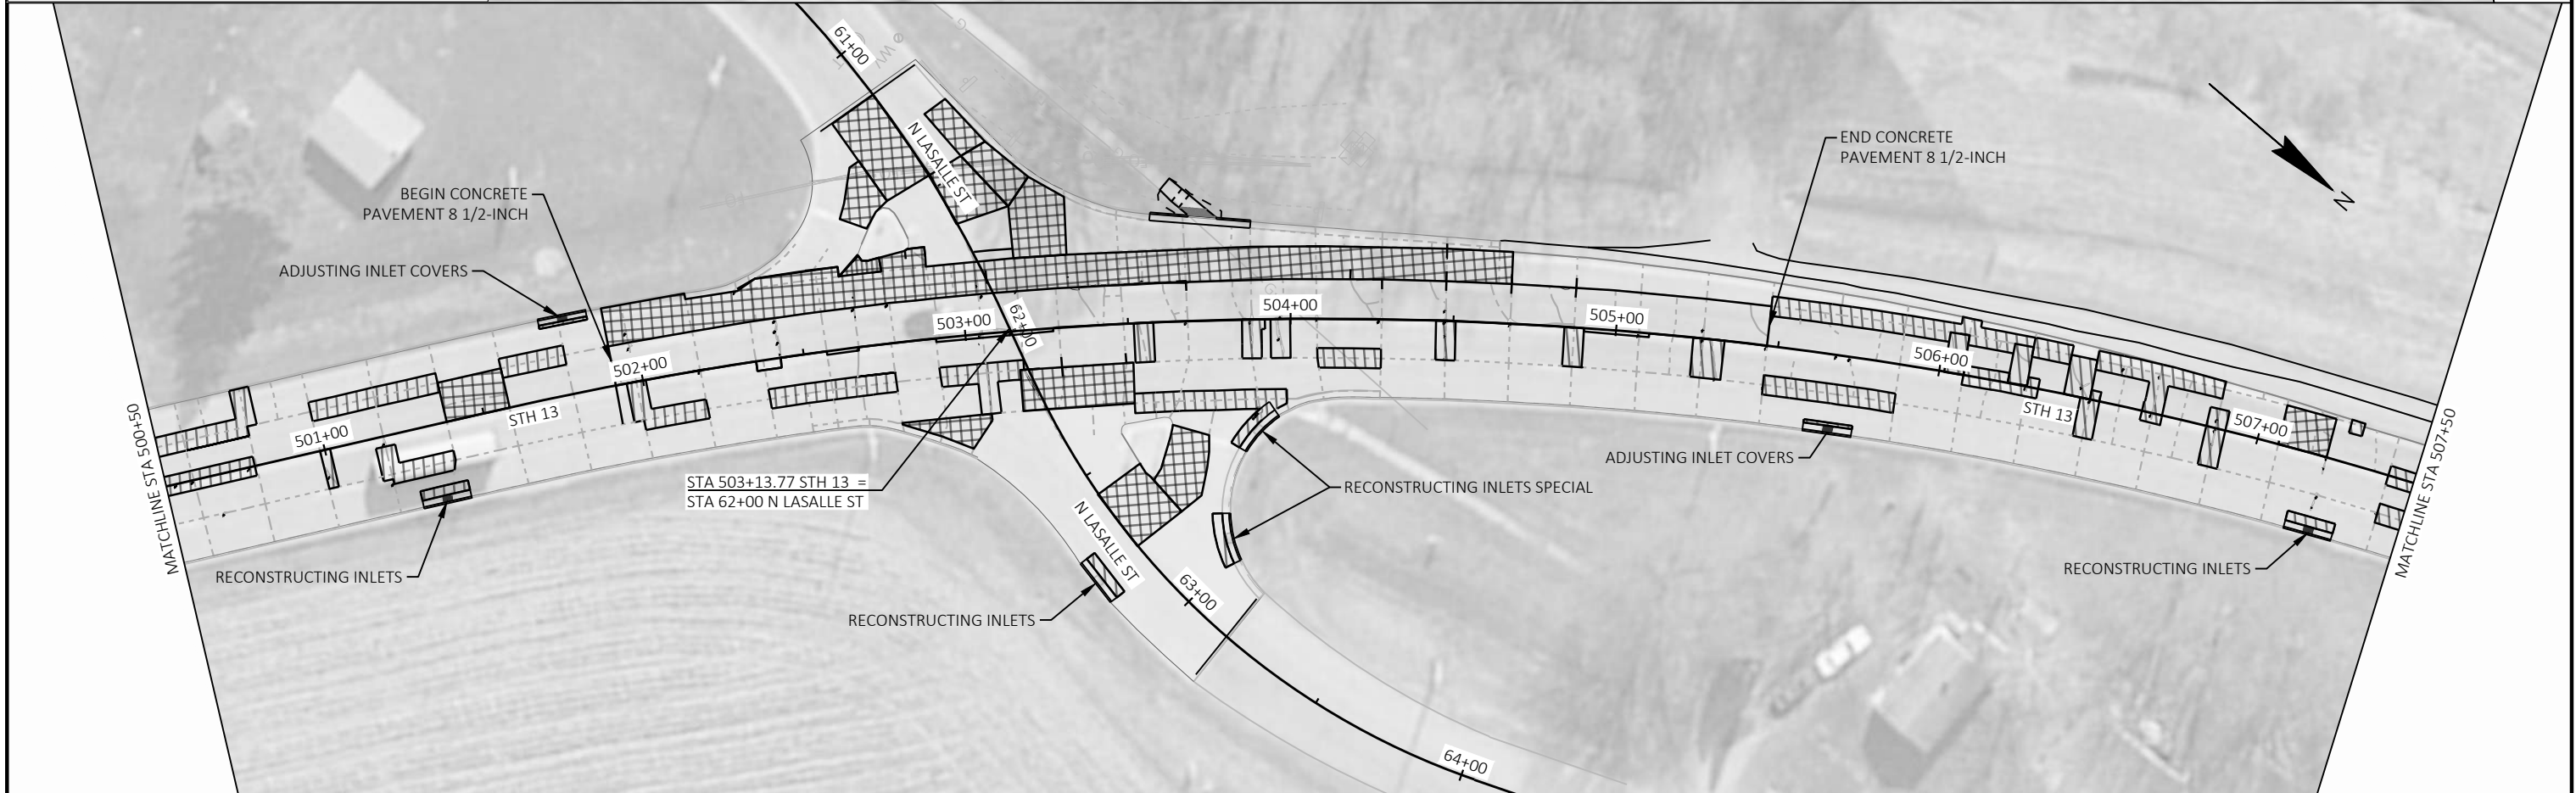 61+00
N LASALLE ST
END CONCRETE
PAVEMENT 8 1/2-INCH
N
BEGIN CONCRETE
PAVEMENT 8 1/2-INCH
ADJUSTING INLET COVERS
62+00
503+00
504+00
505+00
506+00
502+00
STH 13
STH 13
507+00
501+00
MATCHLINE STA 500+50
MATCHLINE STA 507+50
ADJUSTING INLET COVERS
STA 503+13.77 STH 13 =
STA 62+00 N LASALLE ST
RECONSTRUCTING INLETS SPECIAL
N LASALLE ST
RECONSTRUCTING INLETS
RECONSTRUCTING INLETS
63+00
RECONSTRUCTING INLETS
64+00